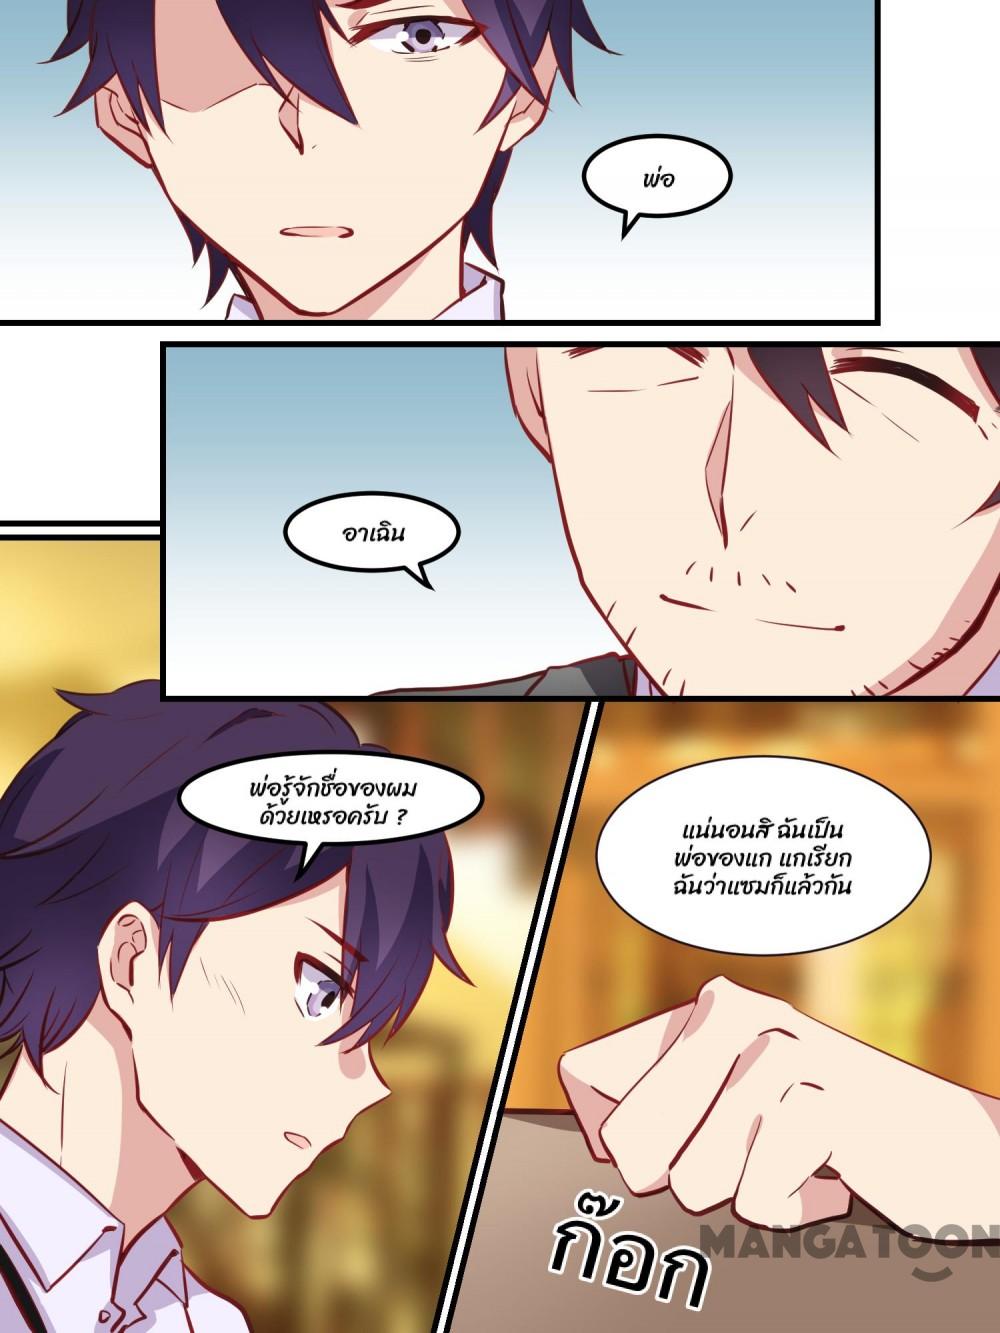 พ่อ
อาเฉิน
พ่อรู้จักชื่อของผม
ด้วยเหรอครับ ?
แน่นอนสิ ฉันเป็น
พ่อของแก แกเรียก
ฉันว่าแซมก็แล้วกัน
ก๊อก
MANGATOON